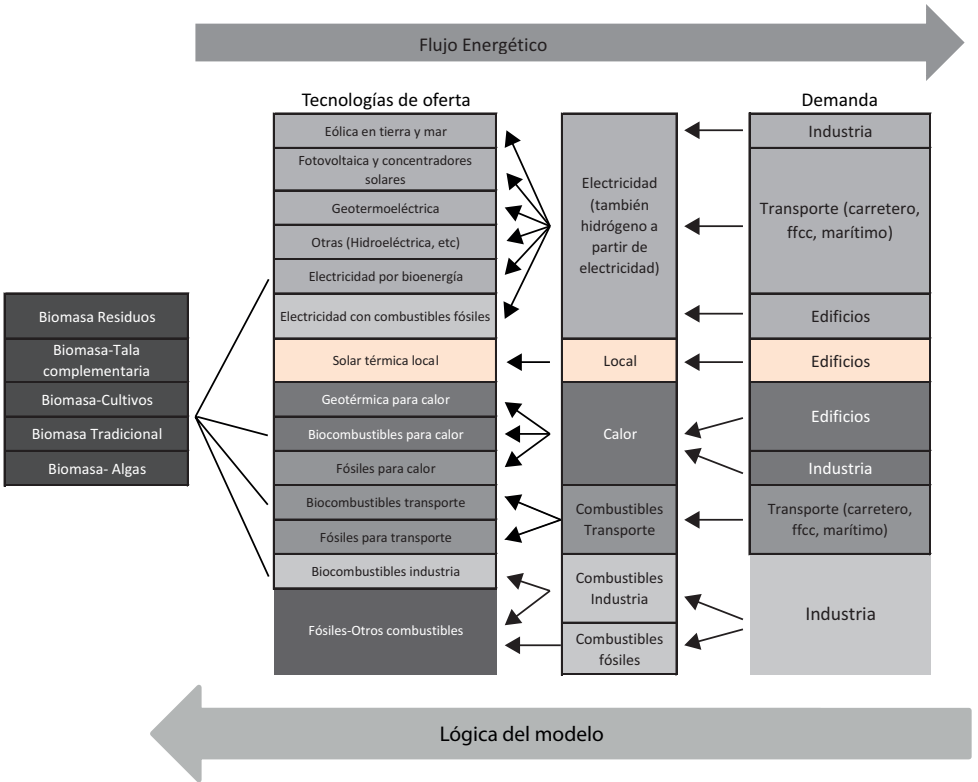 Flujo Energético
Tecnologías de oferta
Demanda
Eólica en tierra y mar
Fotovoltaica y concentradores
solares
Geotermoeléctrica
Otras (Hidroeléctrica, etc)
Electricidad por bioenergía
Electricidad con combustibles fósiles
Solar térmica local
Geotérmica para calor
Biocombustibles para calor
Fósiles para calor
Biocombustibles transporte
Fósiles para transporte
Biocombustibles industria
Fósiles-Otros combustibles
Biomasa Residuos
Biomasa-Tala
complementaria
Biomasa-Cultivos
Biomasa Tradicional
Biomasa- Algas
Electricidad
(también
hidrógeno a
partir de
electricidad)
Local
Calor
Combustibles
Transporte
Combustibles
Industria
Combustibles
fósiles
Industria
Transporte (carretero,
ffcc, marítimo)
Edificios
Edificios
Edificios
Industria
Transporte (carretero,
ffcc, marítimo)
Industria
Lógica del modelo